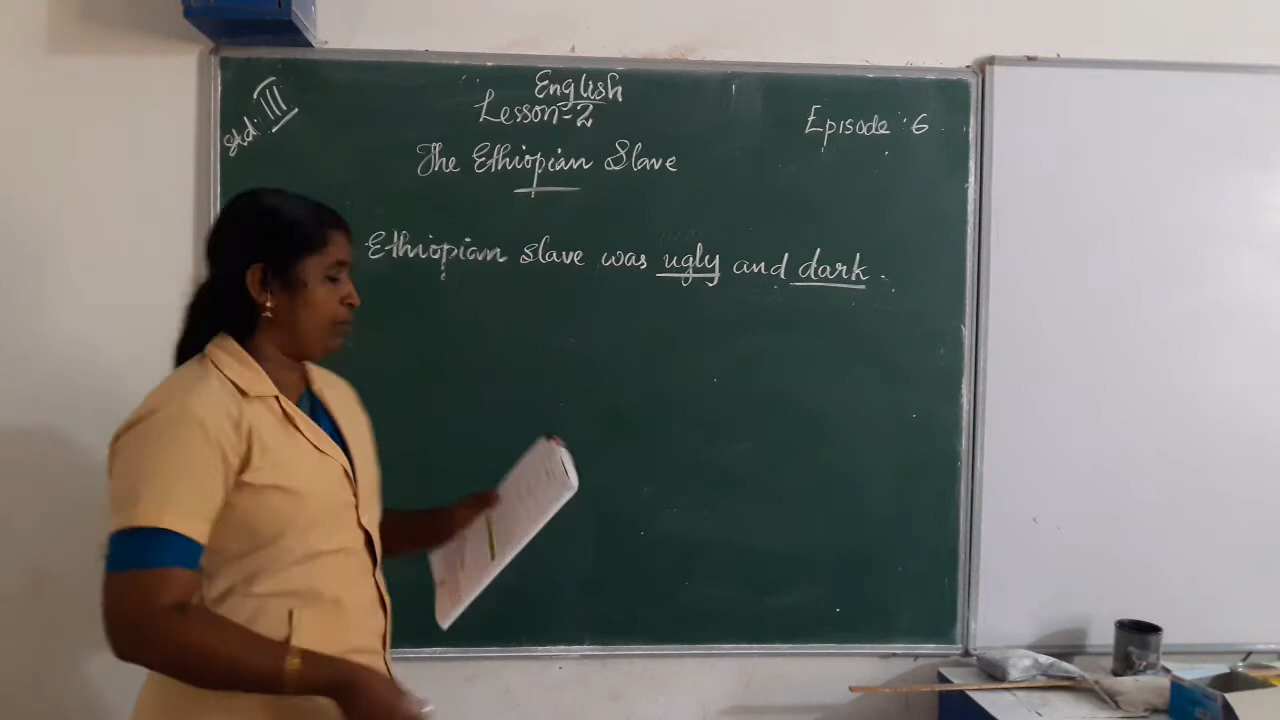 English
Std: III
Lesson-2
Episode : 6
The Ethiopian Slave
Ethiopian slave was ugly and dark.